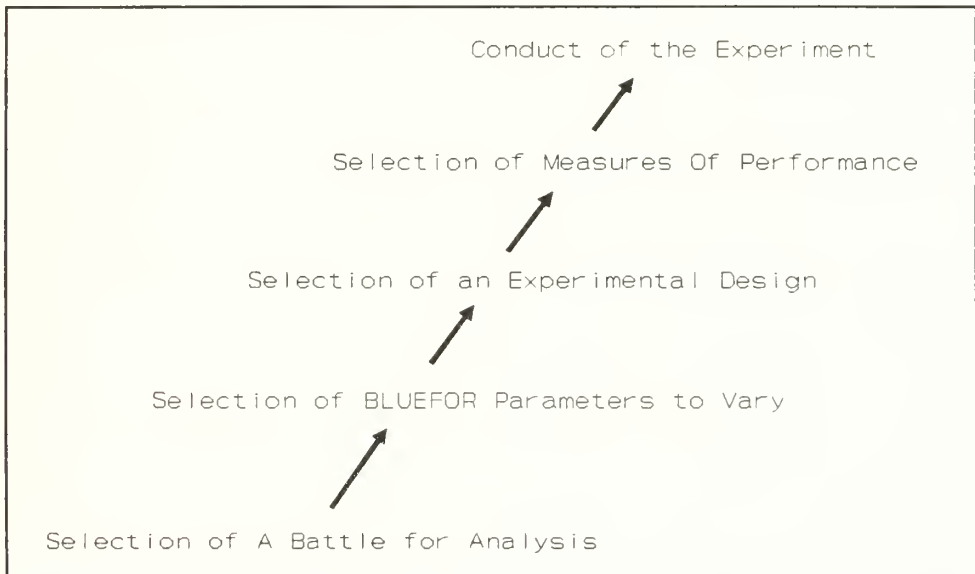 Conduct of the Experiment
Selection of Measures Of Performance
Selection of an Experimental Design
Selection of BLUEFOR Parameters to Vary
Selection of A Battle for Analysis